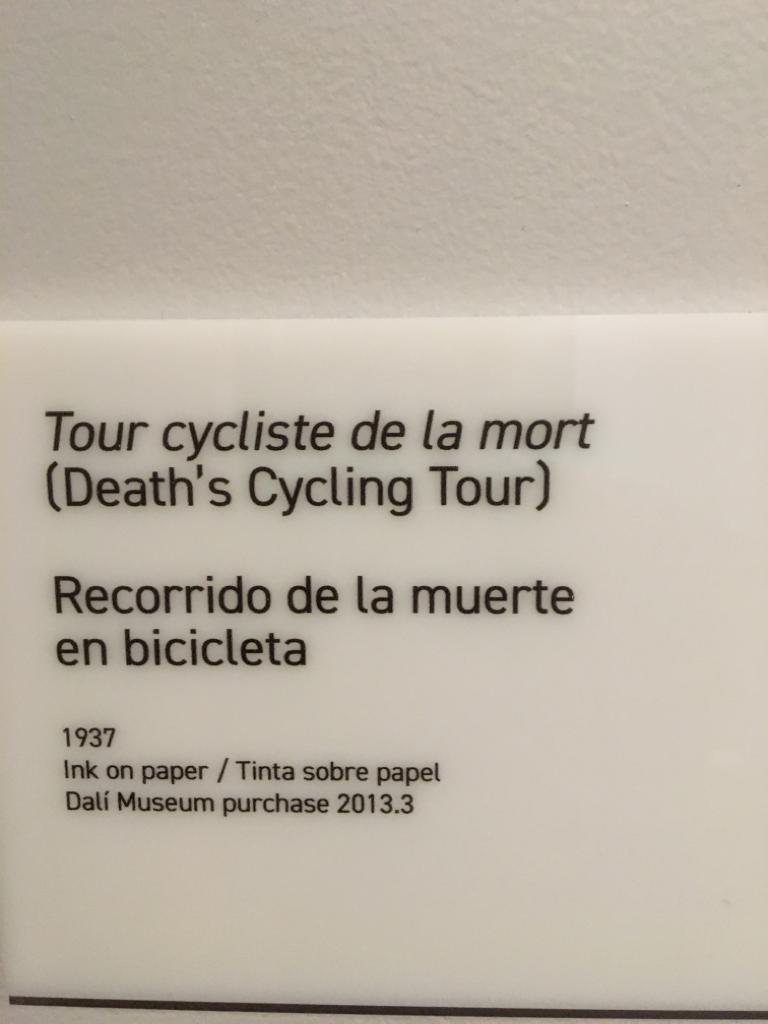 Tour cycliste de la mort
(Death's Cycling Tour)
Recorrido de la muerte
en bicicleta
1937
Ink on paper / Tinta sobre papel
Dalí Museum purchase 2013.3